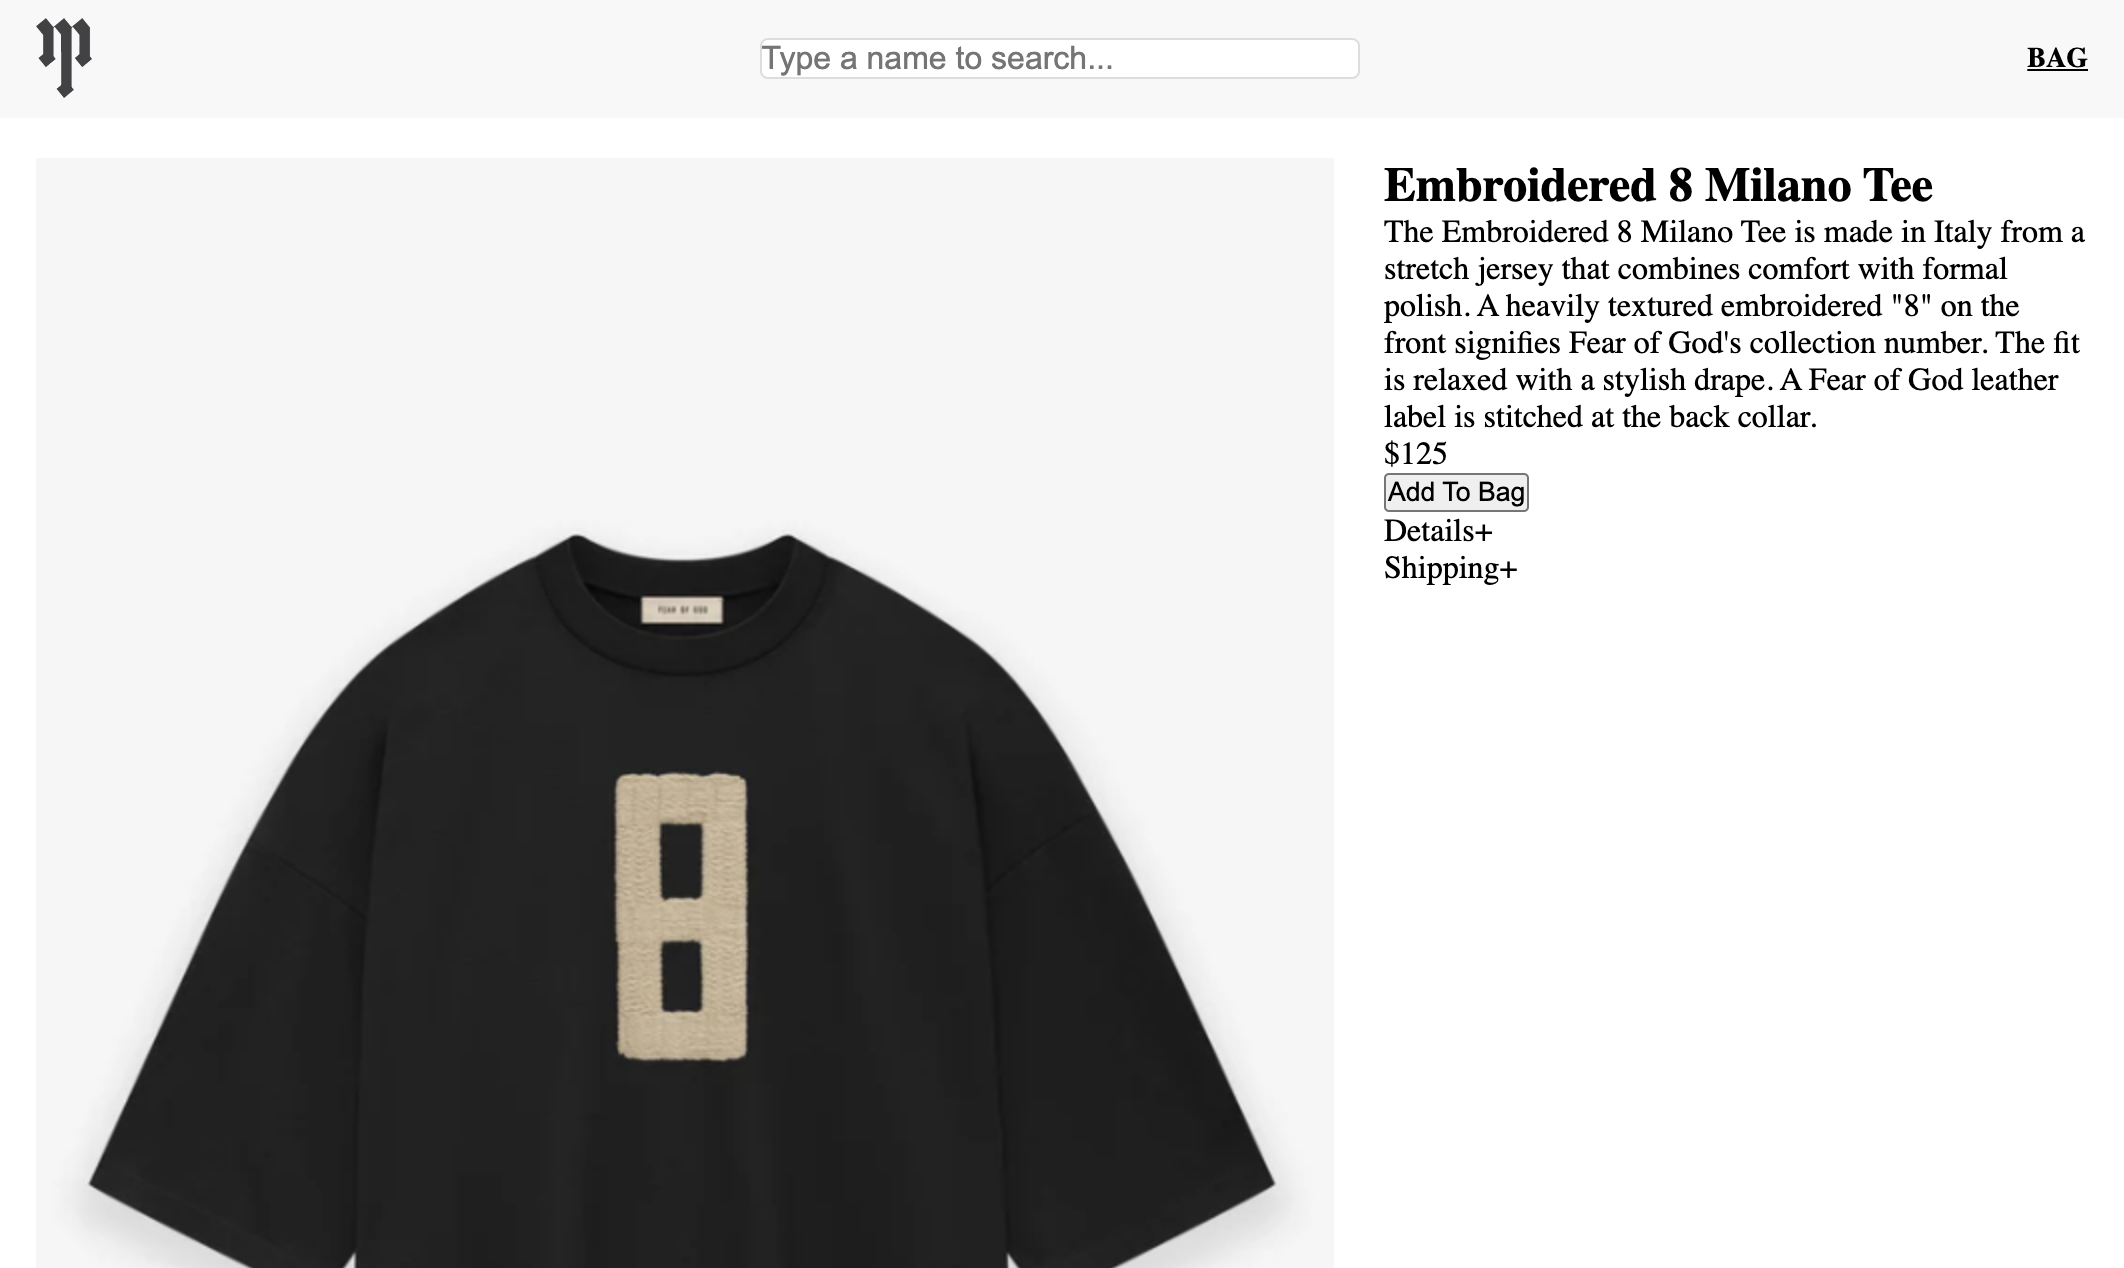 Type a name to search...
BAG
Embroidered 8 Milano Tee
The Embroidered 8 Milano Tee is made in Italy from a
stretch jersey that combines comfort with formal
polish. A heavily textured embroidered "8" on the
front signifies Fear of God's collection number. The fit
is relaxed with a stylish drape. A Fear of God leather
label is stitched at the back collar.
$125
Add To Bag
Details+
Shipping+
FEAR OF GOD
8